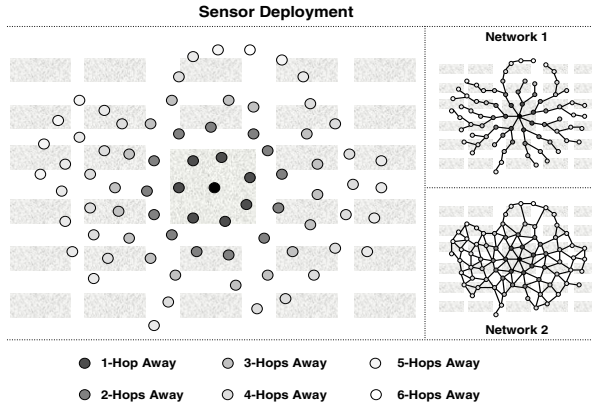 Sensor Deployment
Network 1
Network 2
1-Hop Away
3-Hops Away
5-Hops Away
2-Hops Away
4-Hops Away
6-Hops Away